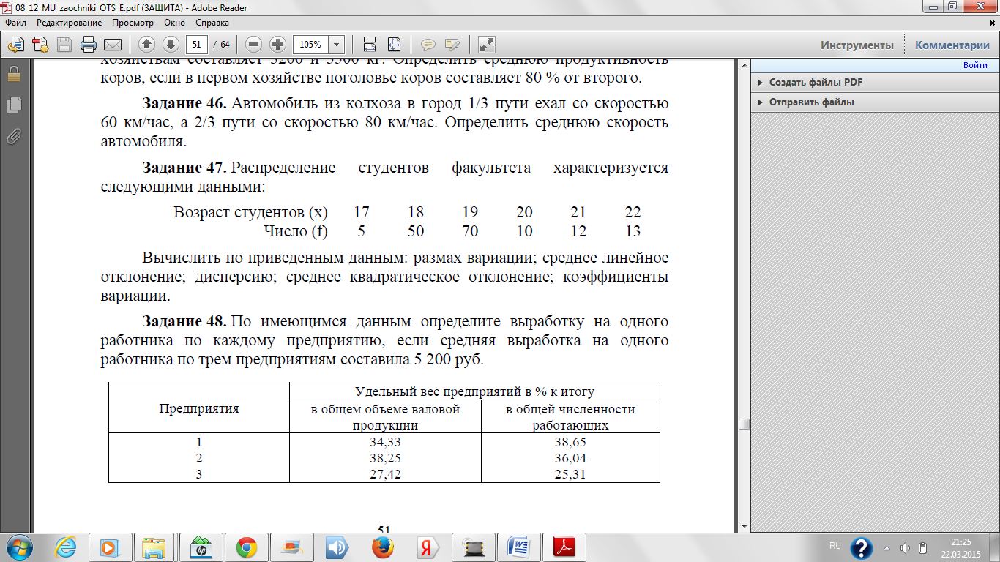 08_12_MU_zaochniki_OTS_E.pdf (ЗАЩИТА) - Adobe Reader
Файл Редактирование Просмотр Окно Справка
51 / 64 105% Инструменты Комментарии
Войти
Создать файлы PDF
Отправить файлы
хозяйствам составляет 3200 и 3500 кг. Определить среднюю продуктивность
коров, если в первом хозяйстве поголовье коров составляет 80 % от второго.
Задание 46. Автомобиль из колхоза в город 1/3 пути ехал со скоростью
60 км/час, а 2/3 пути со скоростью 80 км/час. Определить среднюю скорость
автомобиля.
Задание 47. Распределение студентов факультета характеризуется
следующими данными:
Возраст студентов (x) 17 18 19 20 21 22
Число (f) 5 50 70 10 12 13
Вычислить по приведенным данным: размах вариации; среднее линейное
отклонение; дисперсию; среднее квадратическое отклонение; коэффициенты
вариации.
Задание 48. По имеющимся данным определите выработку на одного
работника по каждому предприятию, если средняя выработка на одного
работника по трем предприятиям составила 5 200 руб.
Предприятия
Удельный вес предприятий в % к итогу
в общем объеме валовой
продукции
в общей численности
работающих
1 34,33 38,65
2 38,25 36,04
3 27,42 25,31
51
RU
21:25
22.03.2015